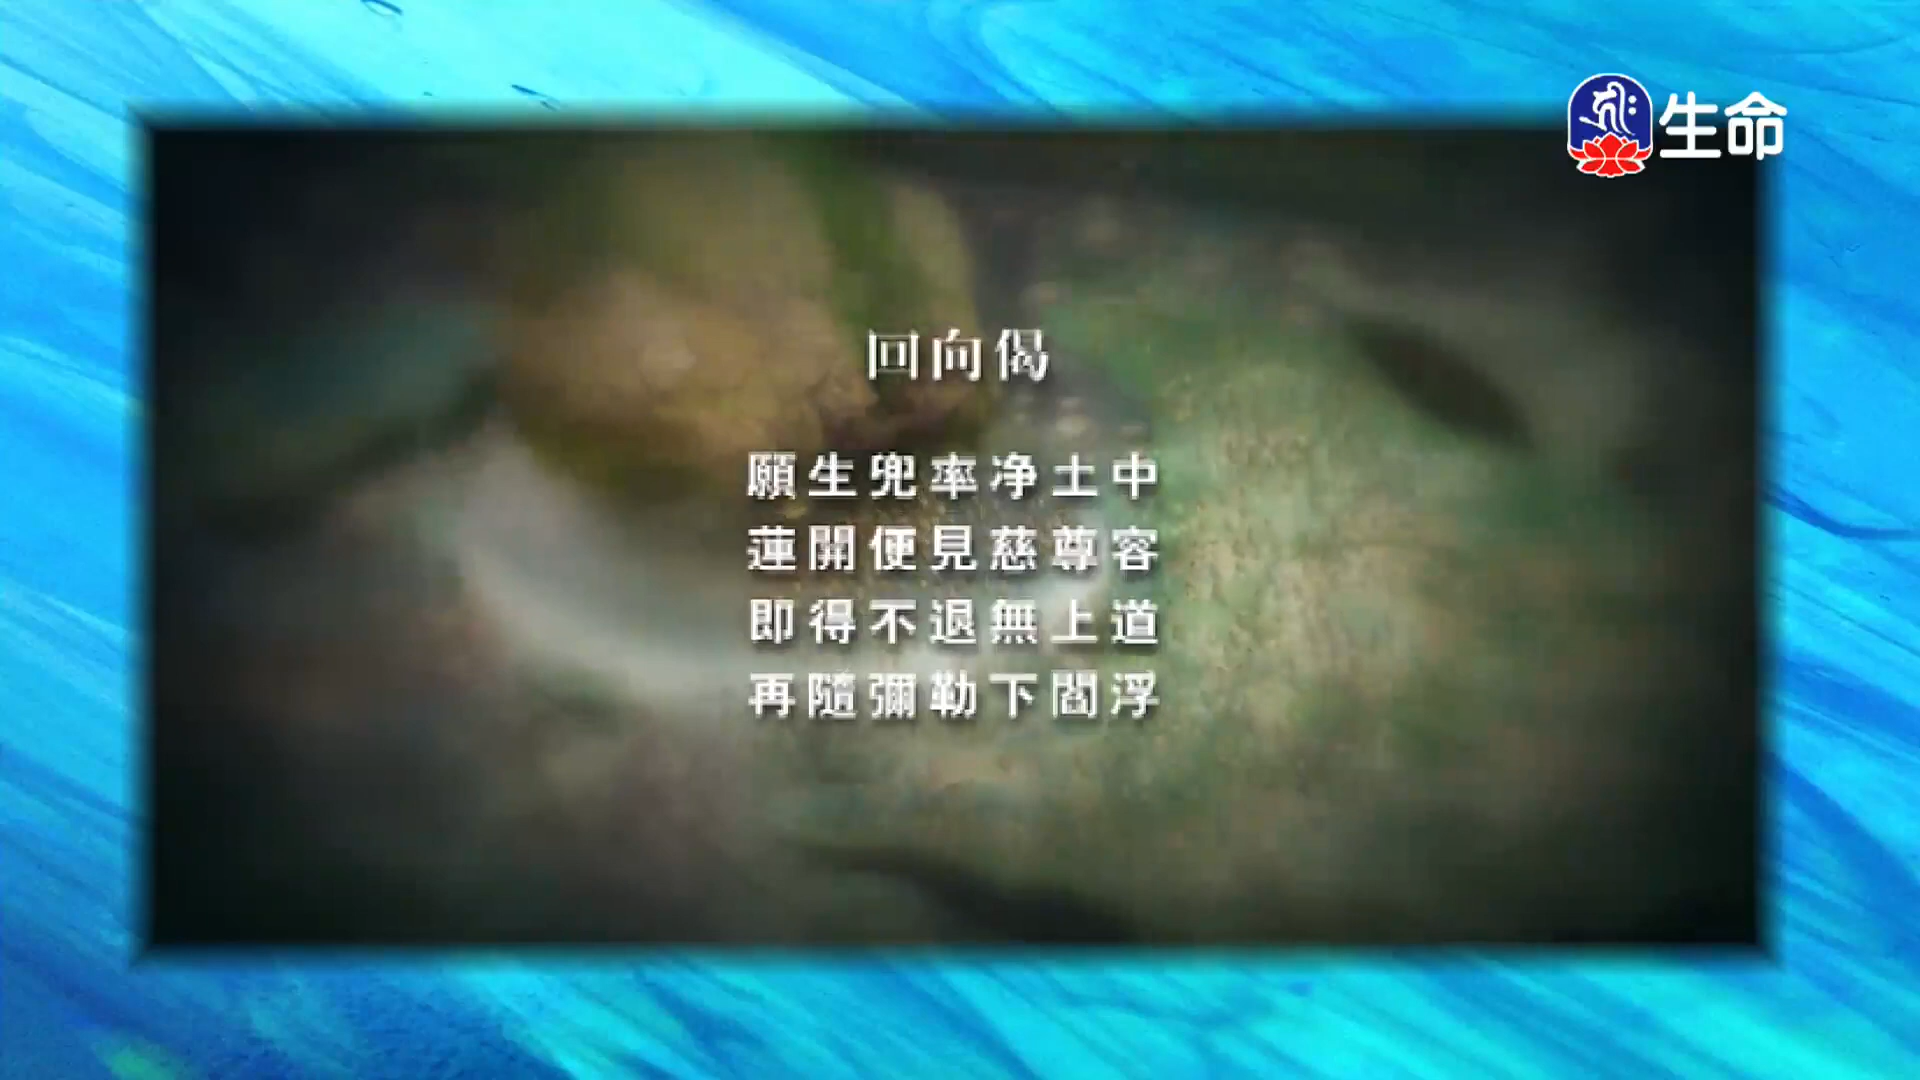 生命
回向偈
願生兜率净土中
蓮開便見慈尊容
即得不退無上道
再隨彌勒下閻浮